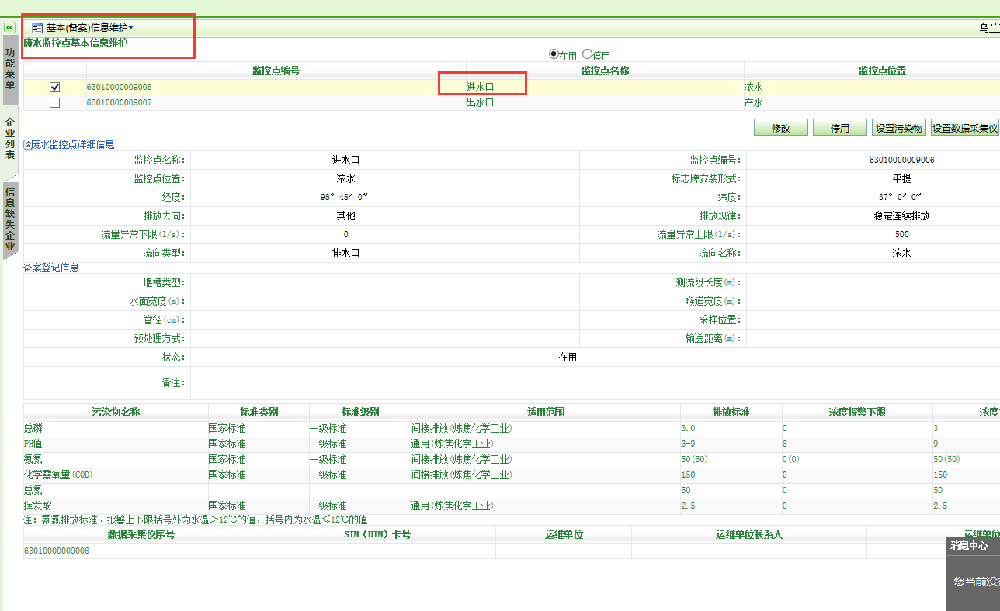 基本(备案)信息维护
乌兰
废水监控点基本信息维护
功能菜单
企业列表
信息缺失企业
在用 停用
监控点编号 监控点名称 监控点位置
63010000009006 进水口 浓水
63010000009007 出水口 产水
修改 停用 设置污染物 设置数据采集仪
废水监控点详细信息
监控点名称: 进水口 监控点编号: 63010000009006
监控点位置: 浓水 标志牌安装形式: 平提
经度: 98° 48′ 0″ 纬度: 37° 0′ 0″
排放去向: 其他 排放规律: 稳定连续排放
流里异常下限(l/s): 0 流里异常上限(l/s): 500
流向类型: 排水口 流向名称: 浓水
备案登记信息
堰槽类型: 测流段长度(m):
水面宽度(m): 喉道宽度(m):
管径(cm): 采样位置:
预处理方式: 输送距离(m):
状态: 在用
备注:
污染物名称 标准类别 标准级别 适用范围 排放标准 浓度报警下限 浓度
总磷 国家标准 一级标准 间接排放(炼焦化学工业) 3.0 0 3
PH值 国家标准 一级标准 通用(炼焦化学工业) 6-9 6 9
氨氮 国家标准 一级标准 间接排放(炼焦化学工业) 50(50) 0(0) 50(50)
化学需氧量(COD) 国家标准 一级标准 间接排放(炼焦化学工业) 150 0 150
总氮 50 0 50
挥发酚 国家标准 一级标准 通用(炼焦化学工业) 2.5 0 2.5
注: 氨氮排放标准、报警上下限括号外为水温>12℃的值, 括号内为水温≤12℃的值
数据采集仪序号 SIM(UIM)卡号 运维单位 运维单位联系人 运维单位
63010000009006
消息中心
您当前没有